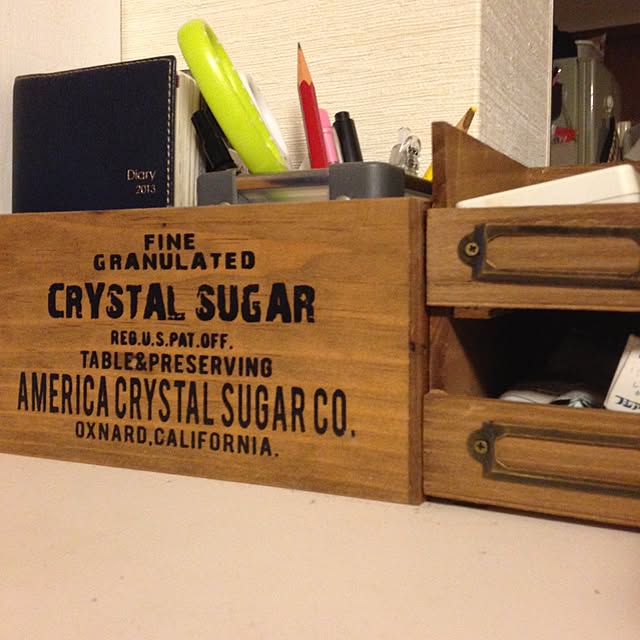 Diary
2013
FINE
GRANULATED
CRYSTAL SUGAR
REG.U.S.PAT.OFF.
TABLE&PRESERVING
AMERICA CRYSTAL SUGAR CO.
OXNARD,CALIFORNIA.